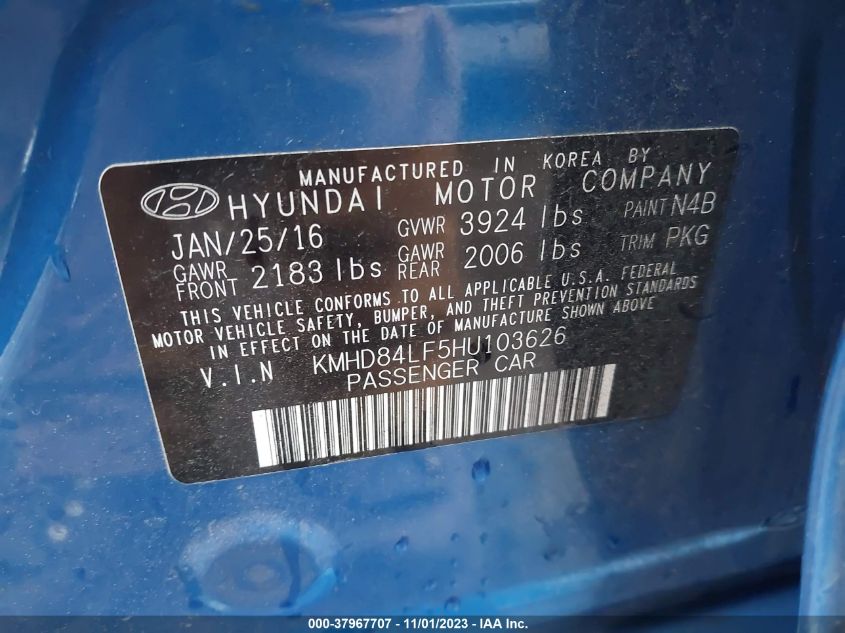 MANUFACTURED IN KOREA BY
HYUNDAI MOTOR COMPANY
JAN/25/16 GVWR 3924 lbs PAINT N4B
GAWR FRONT 2183 lbs GAWR REAR 2006 lbs TRIM PKG
THIS VEHICLE CONFORMS TO ALL APPLICABLE U.S.A. FEDERAL
MOTOR VEHICLE SAFETY, BUMPER, AND THEFT PREVENTION STANDARDS
IN EFFECT ON THE DATE OF MANUFACTURE SHOWN ABOVE
V.I.N KMHD84LF5HU103626
PASSENGER CAR
000-37967707 - 11/01/2023 - IAA Inc.